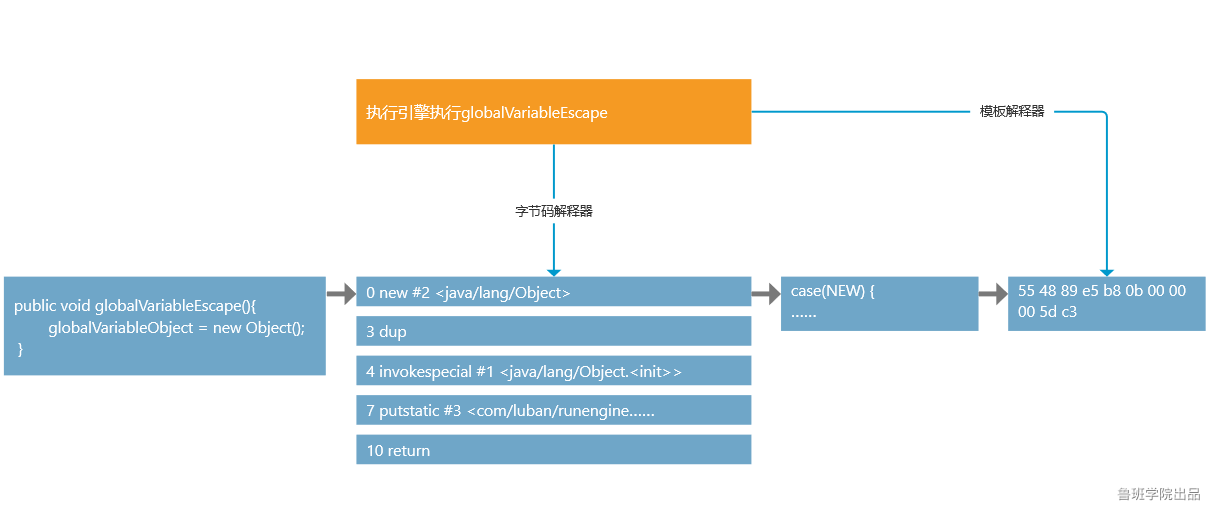 执行引擎执行globalVariableEscape
模板解释器
字节码解释器
public void globalVariableEscape(){
globalVariableObject = new Object();
}
0 new #2 <java/lang/Object>
3 dup
4 invokespecial #1 <java/lang/Object.<init>>
7 putstatic #3 <com/luban/runengine......
10 return
case(NEW) {
......
55 48 89 e5 b8 0b 00 00
00 5d c3
鲁班学院出品